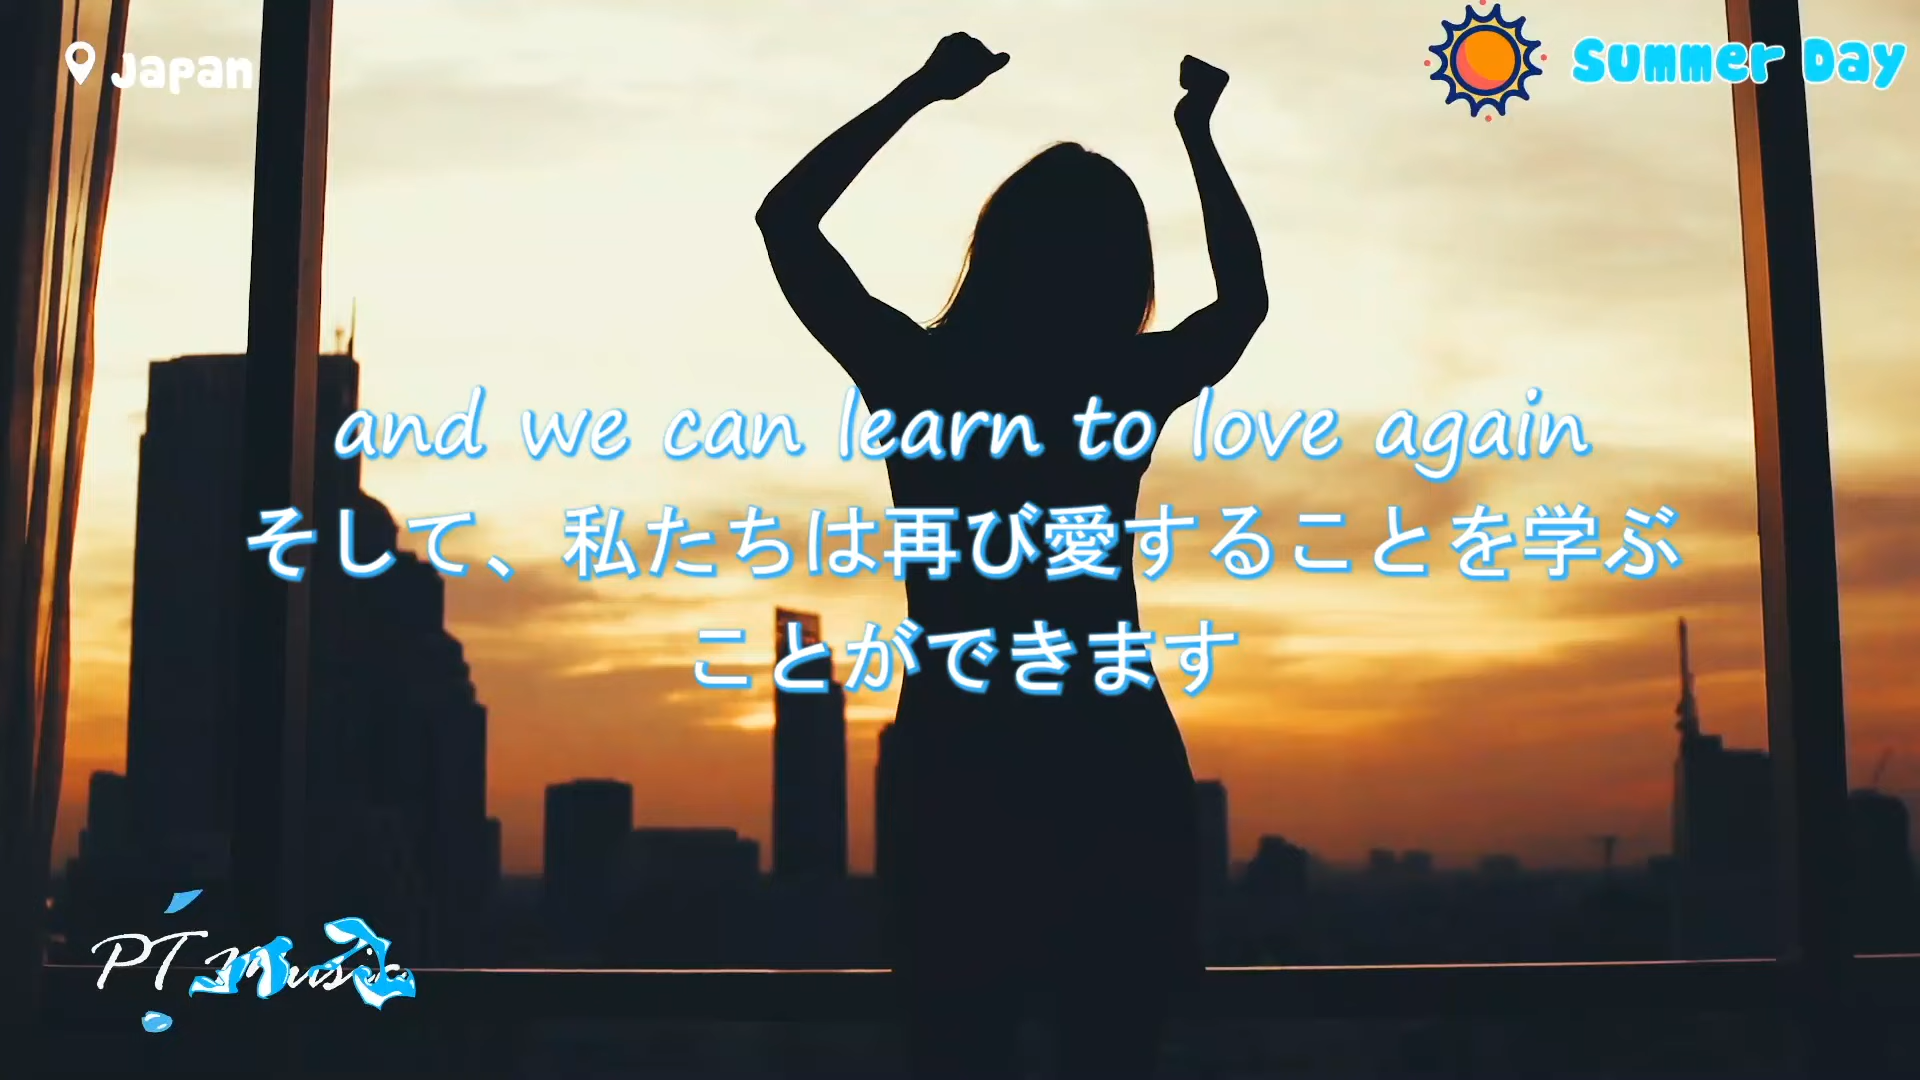 Japan
Summer Day
and we can learn to love again
そして、私たちは再び愛することを学ぶ
ことができます
PT Music